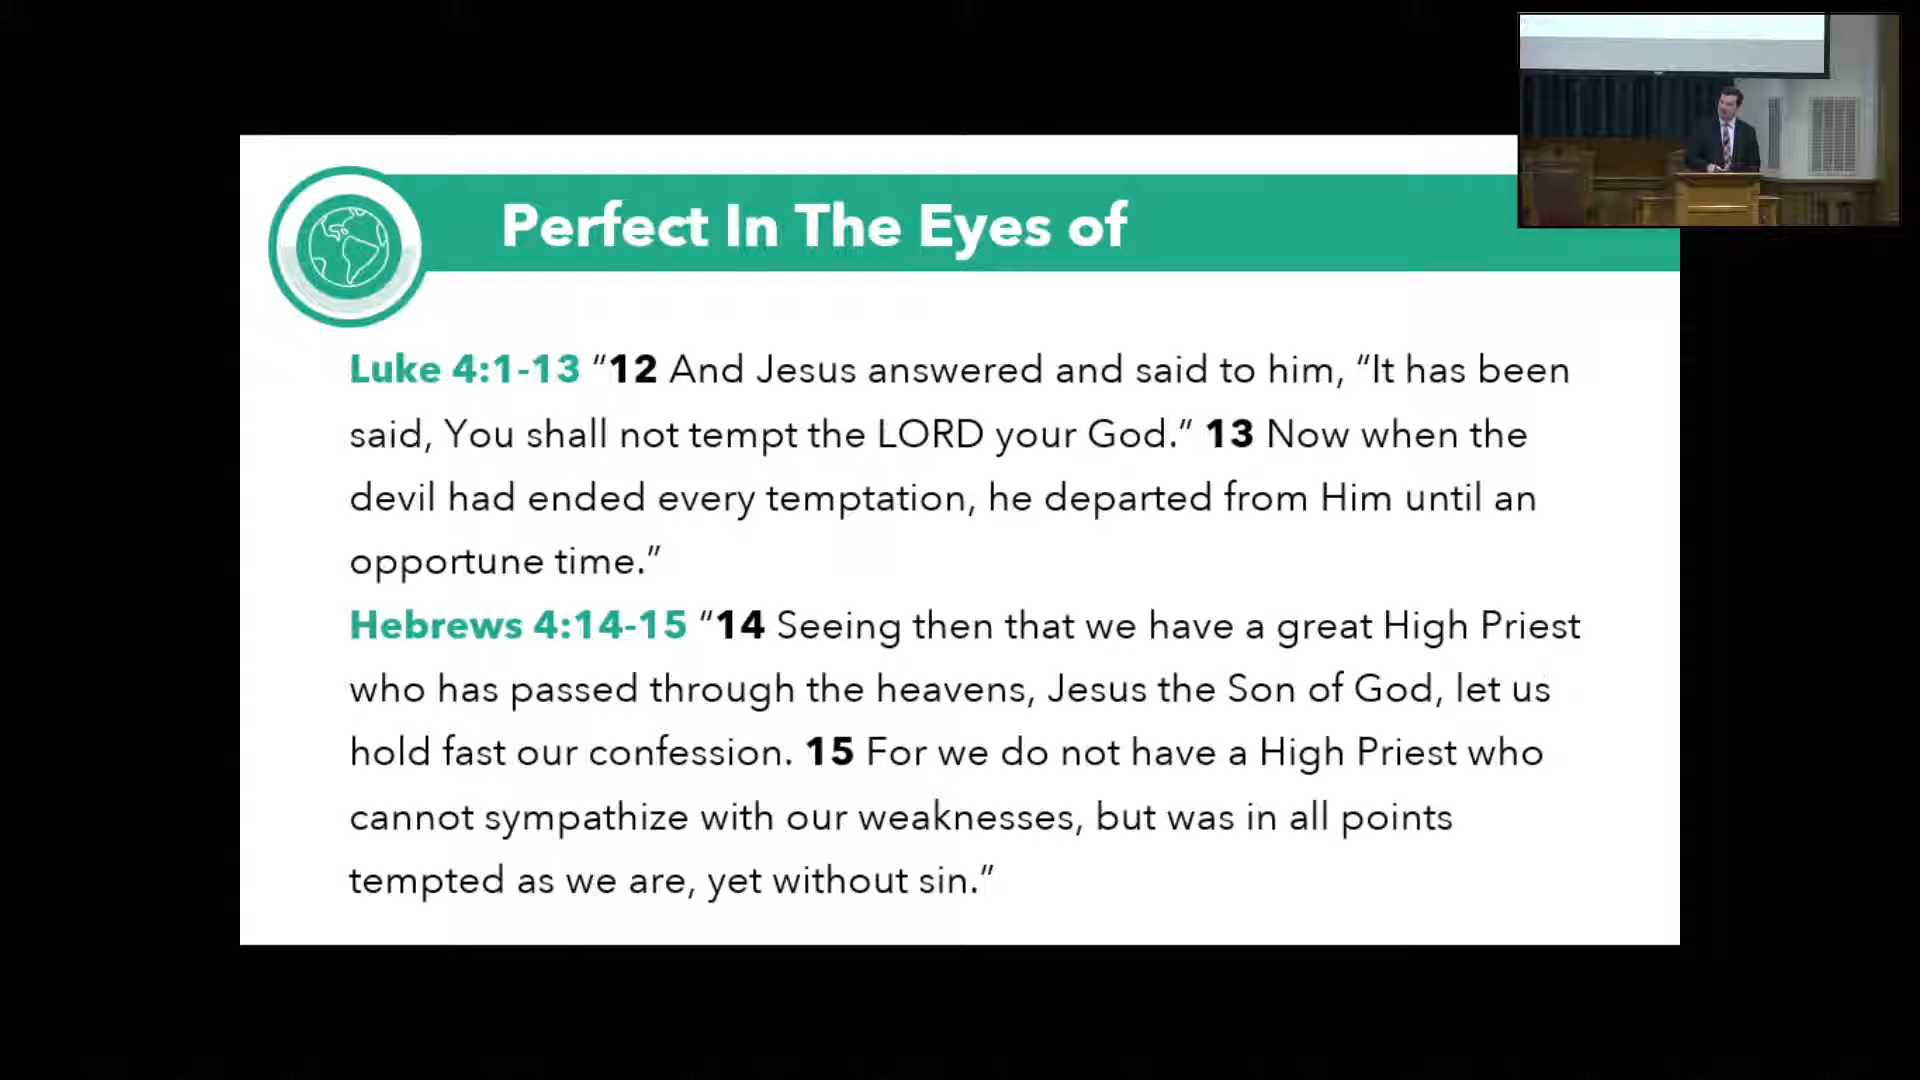 Perfect In The Eyes of
Luke 4:1-13 “12 And Jesus answered and said to him, “It has been
said, You shall not tempt the LORD your God.” 13 Now when the
devil had ended every temptation, he departed from Him until an
opportune time.”
Hebrews 4:14-15 “14 Seeing then that we have a great High Priest
who has passed through the heavens, Jesus the Son of God, let us
hold fast our confession. 15 For we do not have a High Priest who
cannot sympathize with our weaknesses, but was in all points
tempted as we are, yet without sin.”